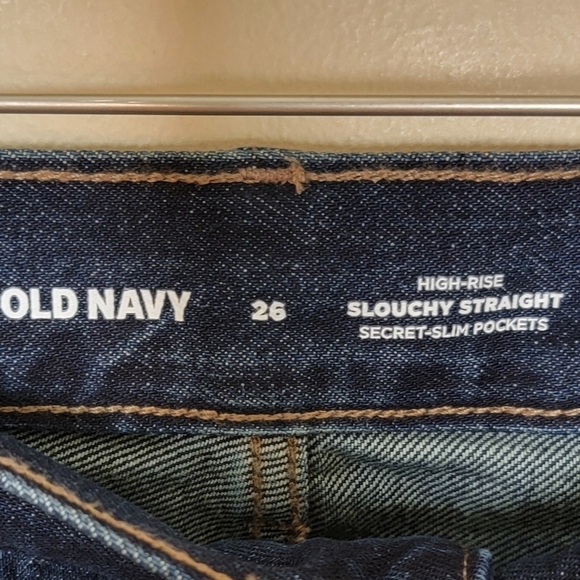 OLD NAVY
26
HIGH-RISE
SLOUCHY STRAIGHT
SECRET-SLIM POCKETS